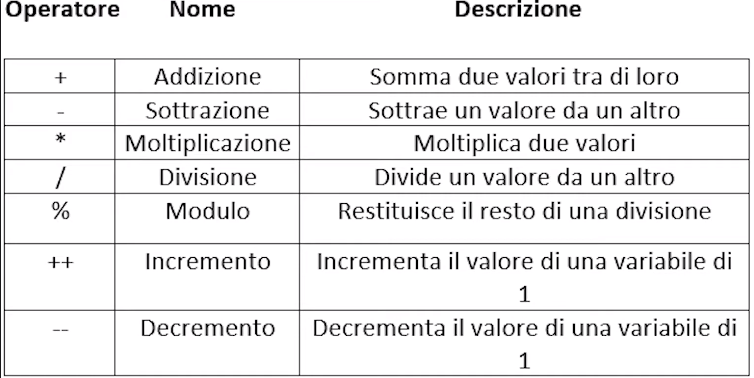 Operatore Nome Descrizione
+ Addizione Somma due valori tra di loro
- Sottrazione Sottrae un valore da un altro
* Moltiplicazione Moltiplica due valori
/ Divisione Divide un valore da un altro
% Modulo Restituisce il resto di una divisione
++ Incremento Incrementa il valore di una variabile di
1
-- Decremento Decrementa il valore di una variabile di
1